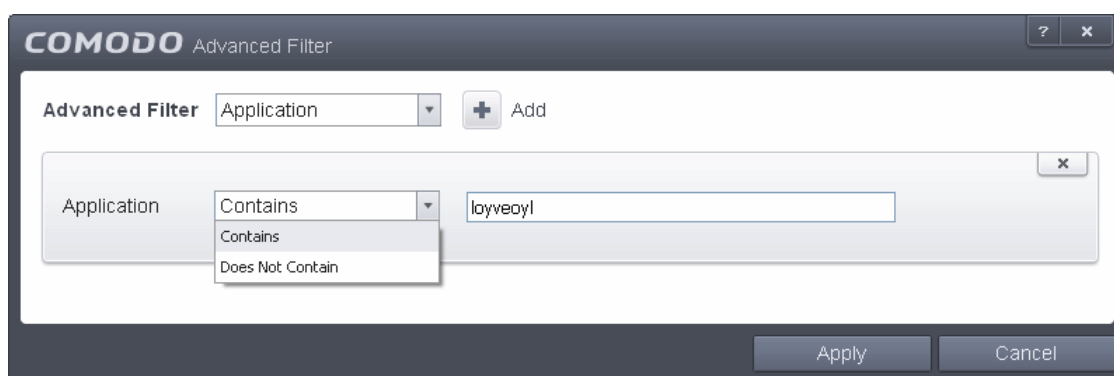 COMODO Advanced Filter ? x
Advanced Filter Application + Add
x
Application Contains loyveoyl
Contains
Does Not Contain
Apply Cancel